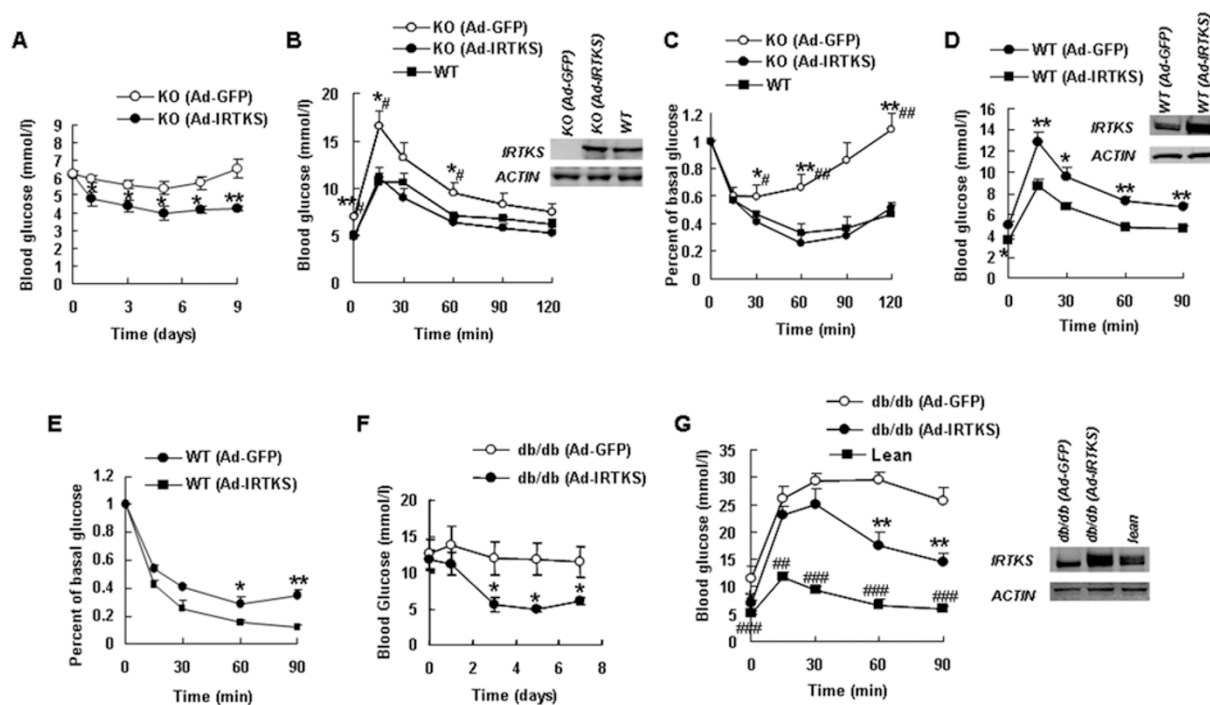 A
KO (Ad-GFP)
KO (Ad-IRTKS)
Blood glucose (mmol/l)
9
8
7
6
5
4
3
2
1
0
* * * * **
0 3 6 9
Time (days)
B
KO (Ad-GFP)
KO (Ad-IRTKS)
WT
Blood glucose (mmol/l)
20
15
10
5
0
**
#
*#
*#
0 30 60 90 120
Time (min)
KO (Ad-GFP)
KO (Ad-IRTKS)
WT
IRTKS
ACTIN
C
KO (Ad-GFP)
KO (Ad-IRTKS)
WT
Percent of basal glucose
1.2
1
0.8
0.6
0.4
0.2
0
*#
**##
**##
0 30 60 90 120
Time (min)
D
WT (Ad-GFP)
WT (Ad-IRTKS)
Blood glucose (mmol/l)
16
14
12
10
8
6
4
2
0
*
**
*
**
**
0 30 60 90
Time (min)
WT (Ad-GFP)
WT (Ad-IRTKS)
IRTKS
ACTIN
E
WT (Ad-GFP)
WT (Ad-IRTKS)
Percent of basal glucose
1.2
1
0.8
0.6
0.4
0.2
0
* **
0 30 60 90
Time (min)
F
db/db (Ad-GFP)
db/db (Ad-IRTKS)
Blood Glucose (mmol/l)
20
15
10
5
0
* * *
0 2 4 6 8
Time (days)
G
db/db (Ad-GFP)
db/db (Ad-IRTKS)
Lean
Blood glucose (mmol/l)
35
30
25
20
15
10
5
0
** **
### ## ### ### ###
0 30 60 90
Time (min)
db/db (Ad-GFP)
db/db (Ad-IRTKS)
lean
IRTKS
ACTIN